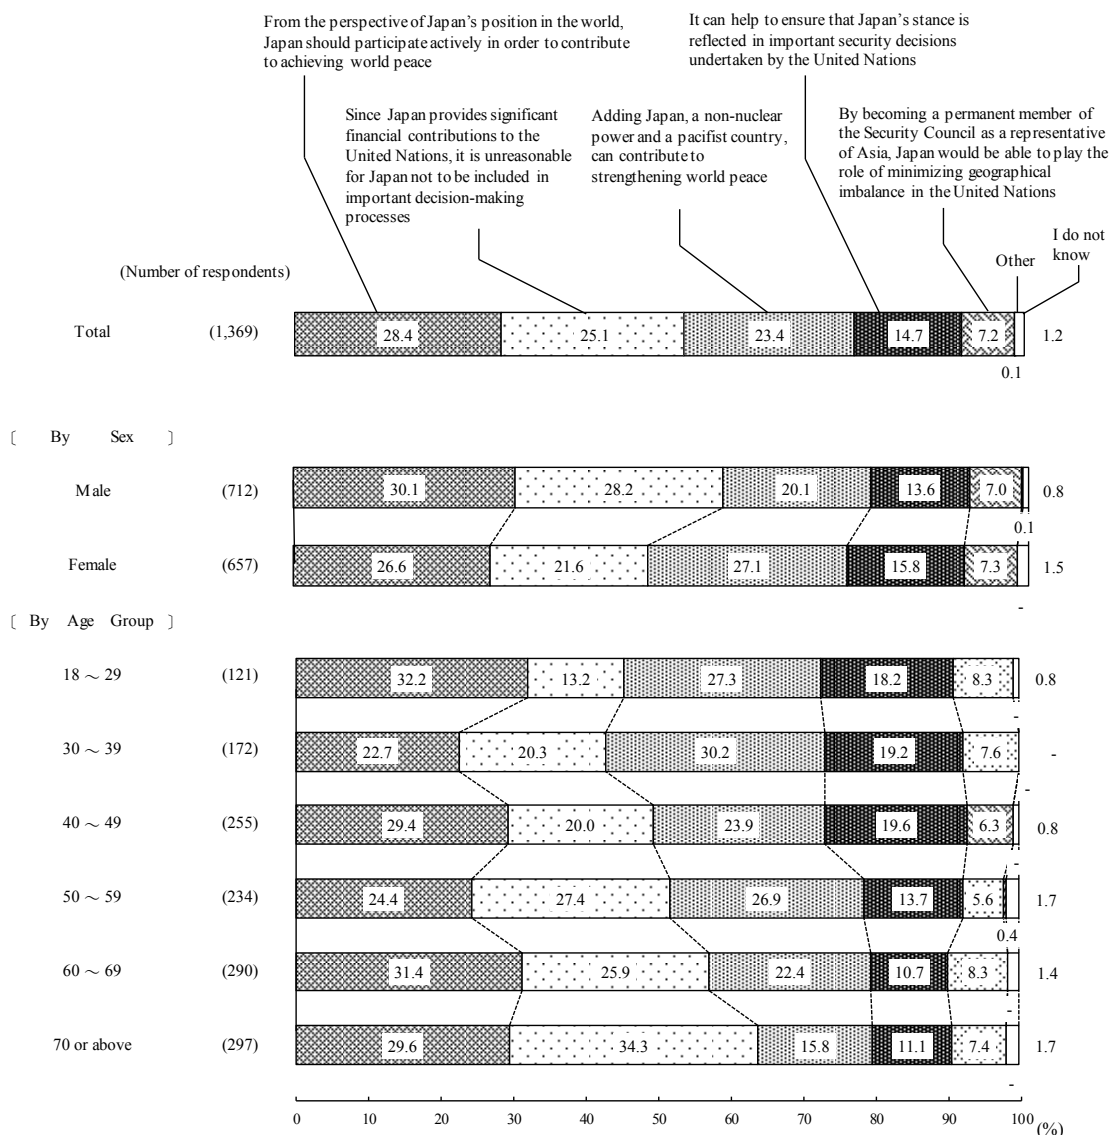 From the perspective of Japan's position in the world,
Japan should participate actively in order to contribute
to achieving world peace
It can help to ensure that Japan's stance is
reflected in important security decisions
undertaken by the United Nations
Since Japan provides significant
financial contributions to the
United Nations, it is unreasonable
for Japan not to be included in
important decision-making
processes
Adding Japan, a non-nuclear
power and a pacifist country,
can contribute to
strengthening world peace
By becoming a permanent member of
the Security Council as a representative
of Asia, Japan would be able to play the
role of minimizing geographical
imbalance in the United Nations
Other
I do not
know
(Number of respondents)
Total (1,369) 28.4 25.1 23.4 14.7 7.2 1.2
0.1
〔 By Sex 〕
Male (712) 30.1 28.2 20.1 13.6 7.0 0.8
0.1
Female (657) 26.6 21.6 27.1 15.8 7.3 1.5
-
〔 By Age Group 〕
18 ~ 29 (121) 32.2 13.2 27.3 18.2 8.3 0.8
-
30 ~ 39 (172) 22.7 20.3 30.2 19.2 7.6 -
-
40 ~ 49 (255) 29.4 20.0 23.9 19.6 6.3 0.8
-
50 ~ 59 (234) 24.4 27.4 26.9 13.7 5.6 1.7
0.4
60 ~ 69 (290) 31.4 25.9 22.4 10.7 8.3 1.4
-
70 or above (297) 29.6 34.3 15.8 11.1 7.4 1.7
-
0 10 20 30 40 50 60 70 80 90 100 (%)